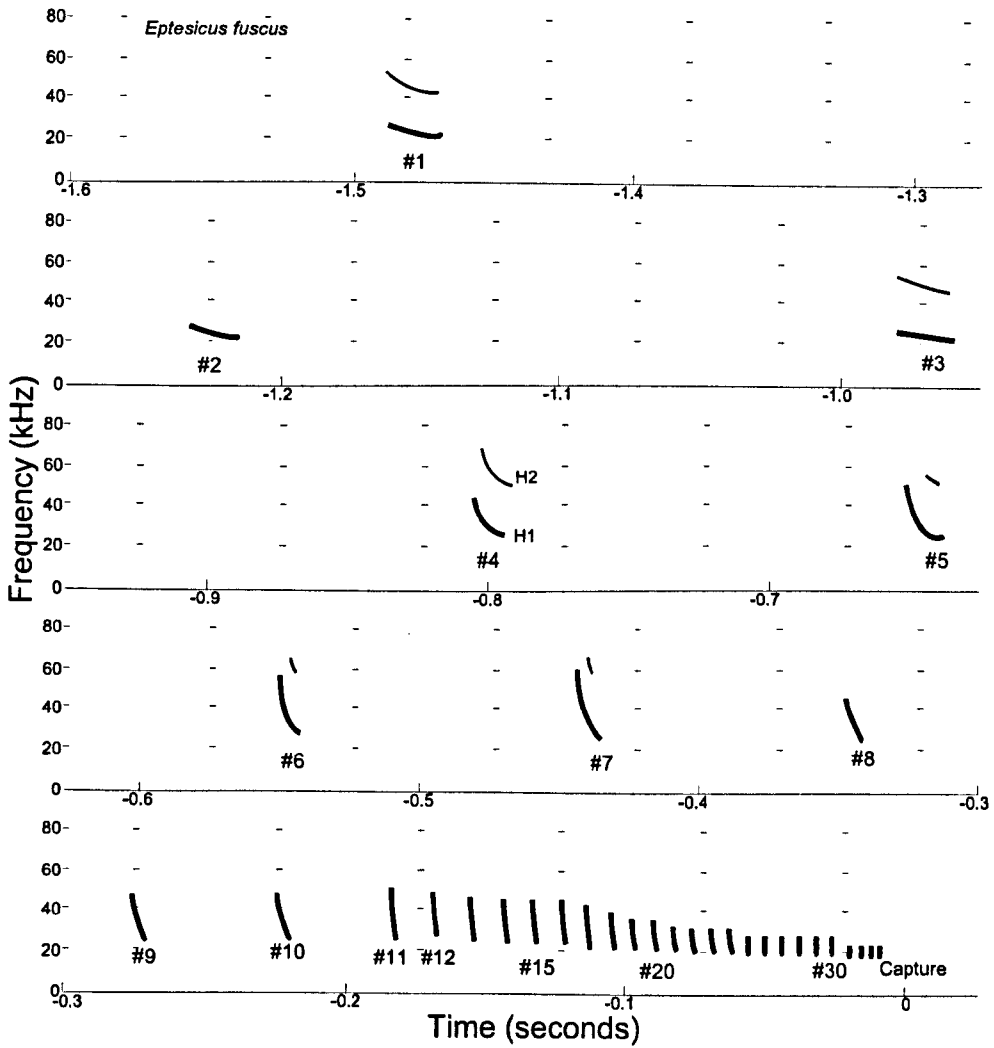 Eptesicus fuscus
80
60
40
20
0
#1
-1.6 -1.5 -1.4 -1.3
80
60
40
20
0
#2 #3
-1.2 -1.1 -1.0
Frequency (kHz)
80
60
40
20
0
H2
H1
#4 #5
-0.9 -0.8 -0.7
80
60
40
20
0
#6 #7 #8
-0.6 -0.5 -0.4 -0.3
80
60
40
20
0
#9 #10 #11 #12 #15 #20 #30 Capture
-0.3 -0.2 -0.1 0
Time (seconds)